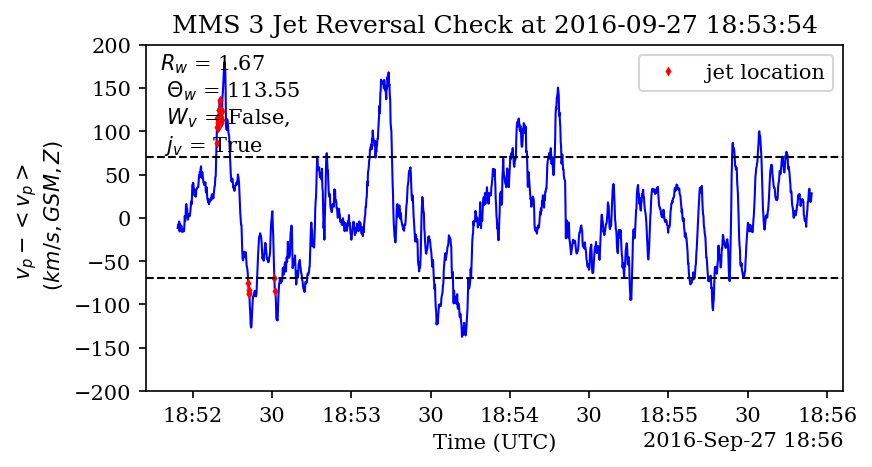 MMS 3 Jet Reversal Check at 2016-09-27 18:53:54
R_w = 1.67
Θ_w = 113.55
W_v = False,
j_v = True
jet location
v_p − < v_p >
(km/s, GSM, Z)
200
150
100
50
0
−50
−100
−150
−200
18:52 30 18:53 30 18:54 30 18:55 30 18:56
Time (UTC)
2016-Sep-27 18:56